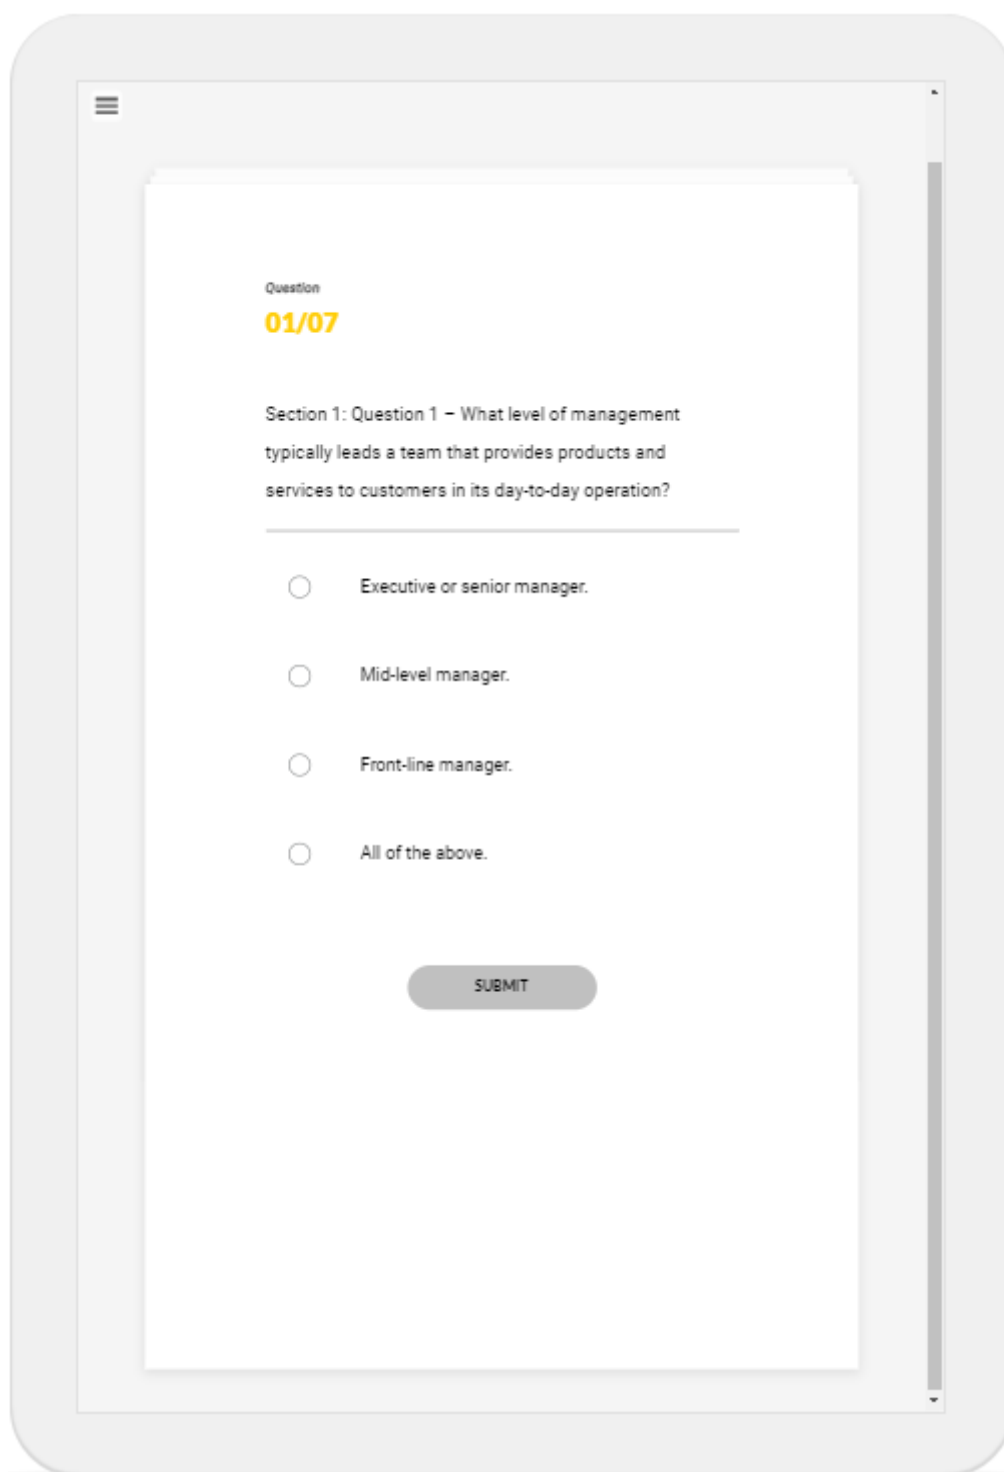 Question
01/07
Section 1: Question 1 – What level of management
typically leads a team that provides products and
services to customers in its day-to-day operation?
Executive or senior manager.
Mid-level manager.
Front-line manager.
All of the above.
SUBMIT